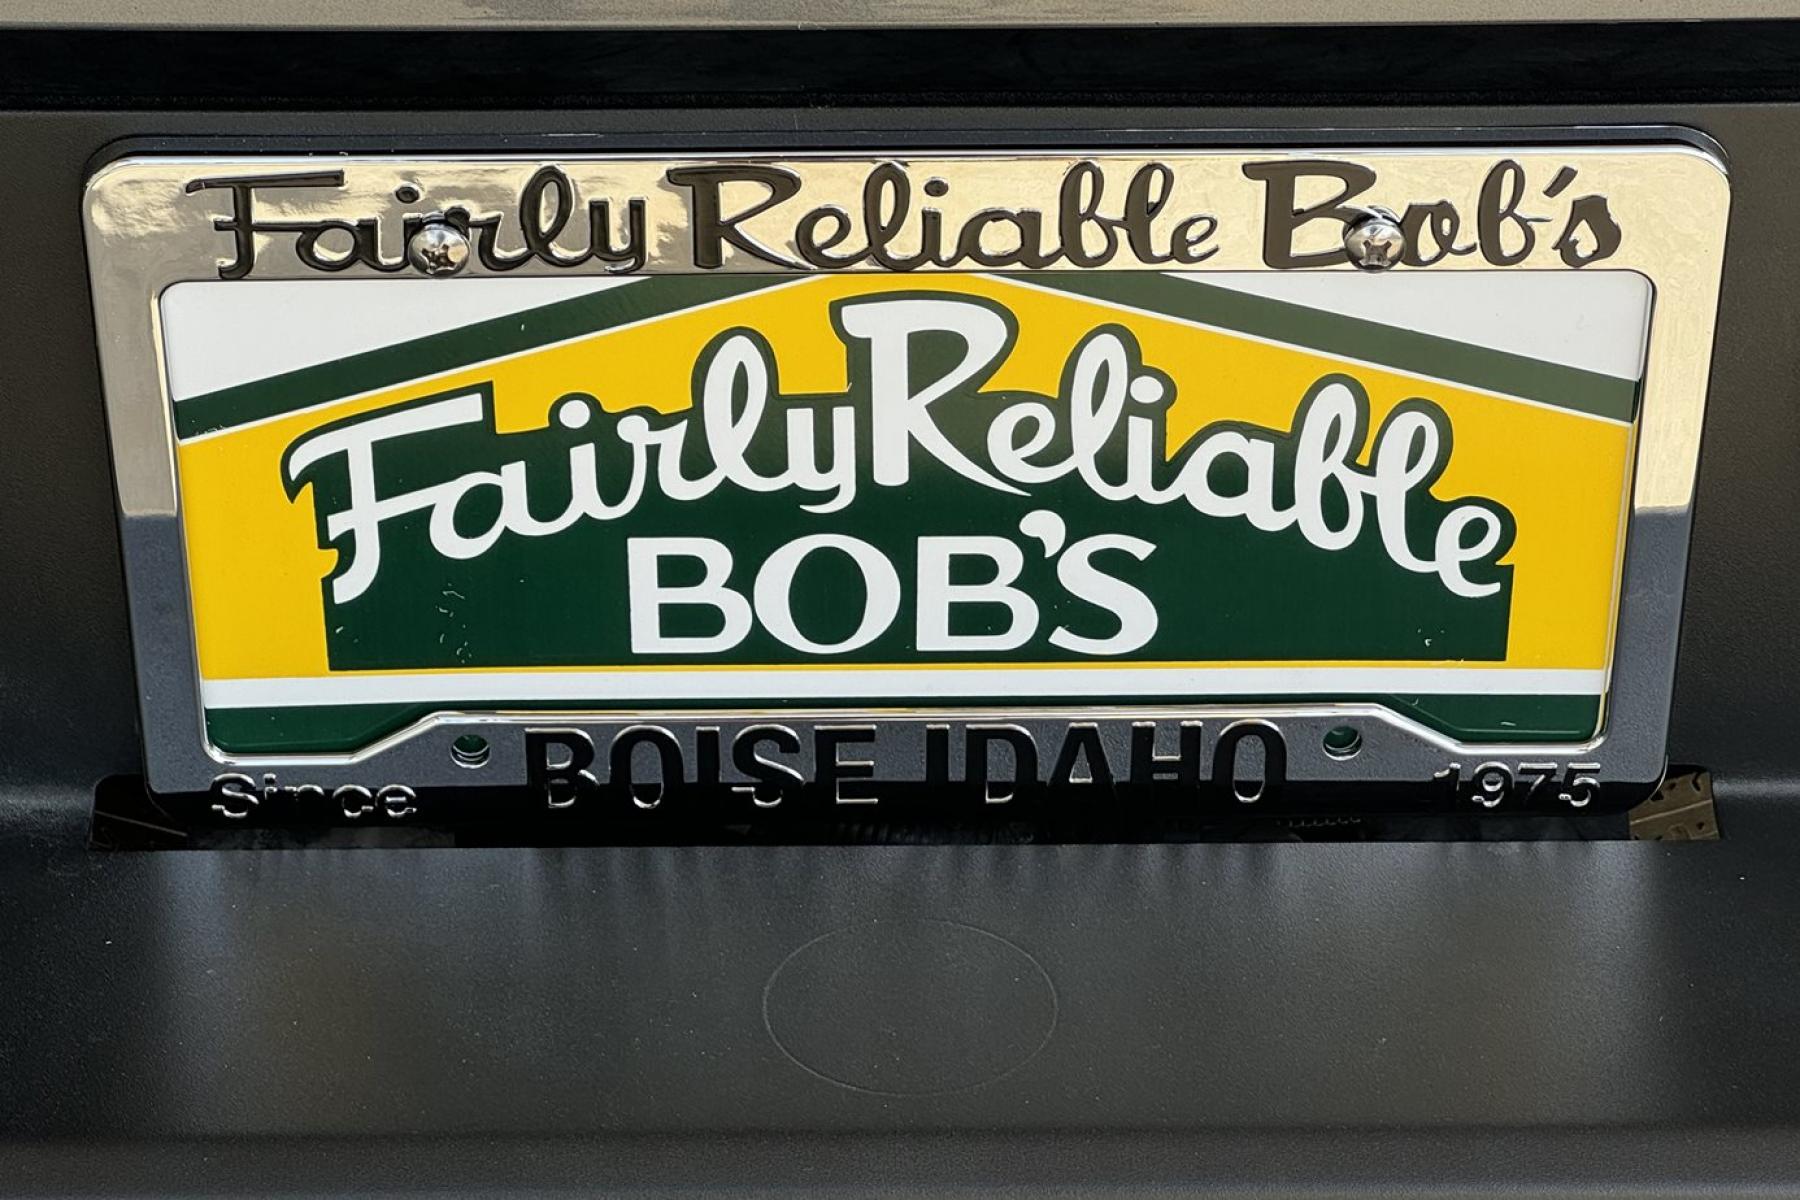 Fairly Reliable Bob's
Fairly Reliable
BOB'S
Since BOISE IDAHO 1975